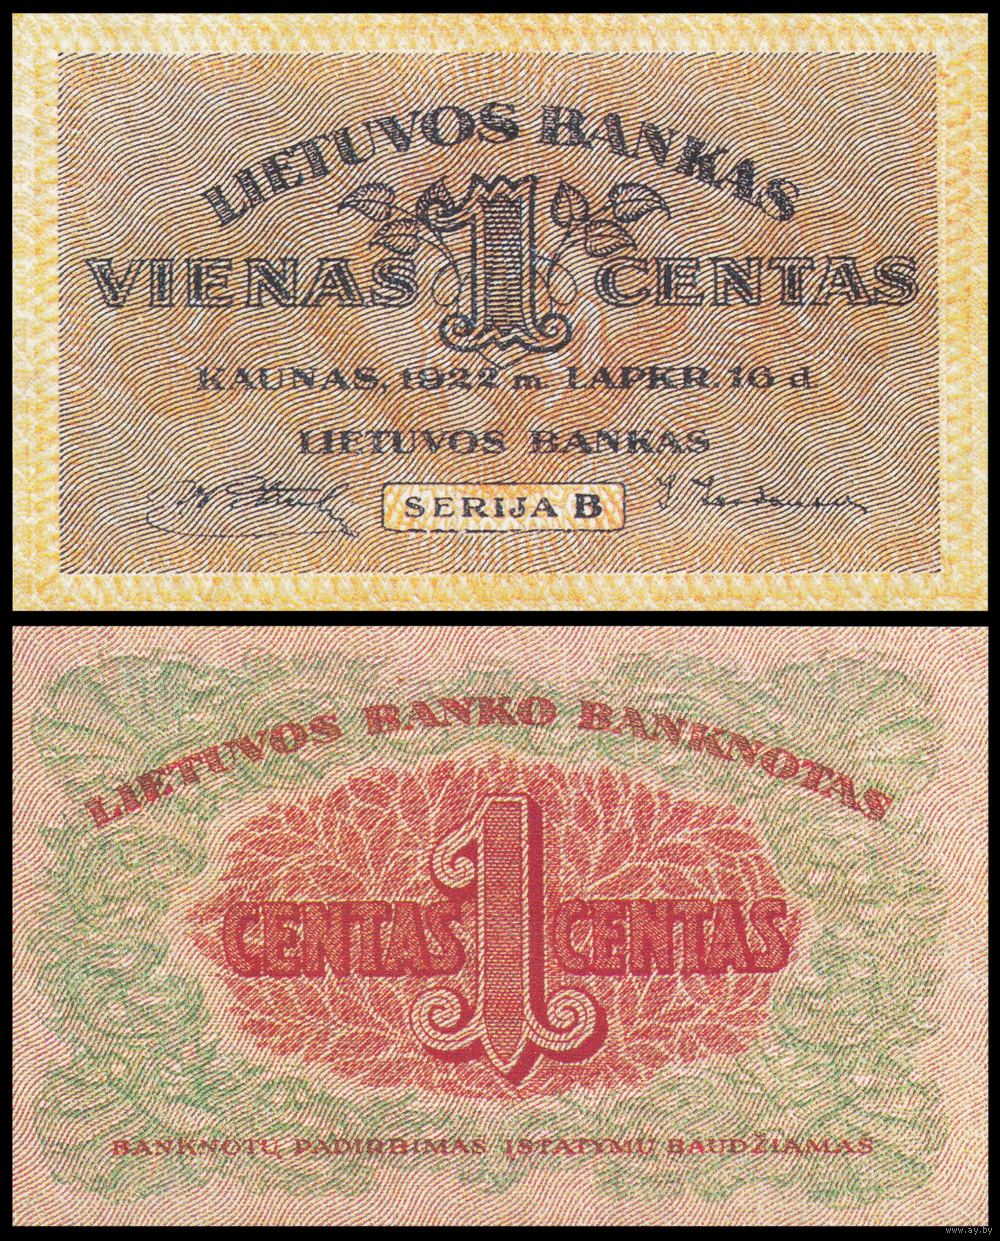 LIETUVOS BANKAS
VIENAS 1 CENTAS
KAUNAS, 1922 m. LAPKR. 16 d.
LIETUVOS BANKAS
SERIJA B
LIETUVOS BANKO BANKNOTAS
CENTAS 1 CENTAS
BANKNOTŲ PADIRBIMAS ĮSTATYMŲ BAUDŽIAMAS
www.ay.by